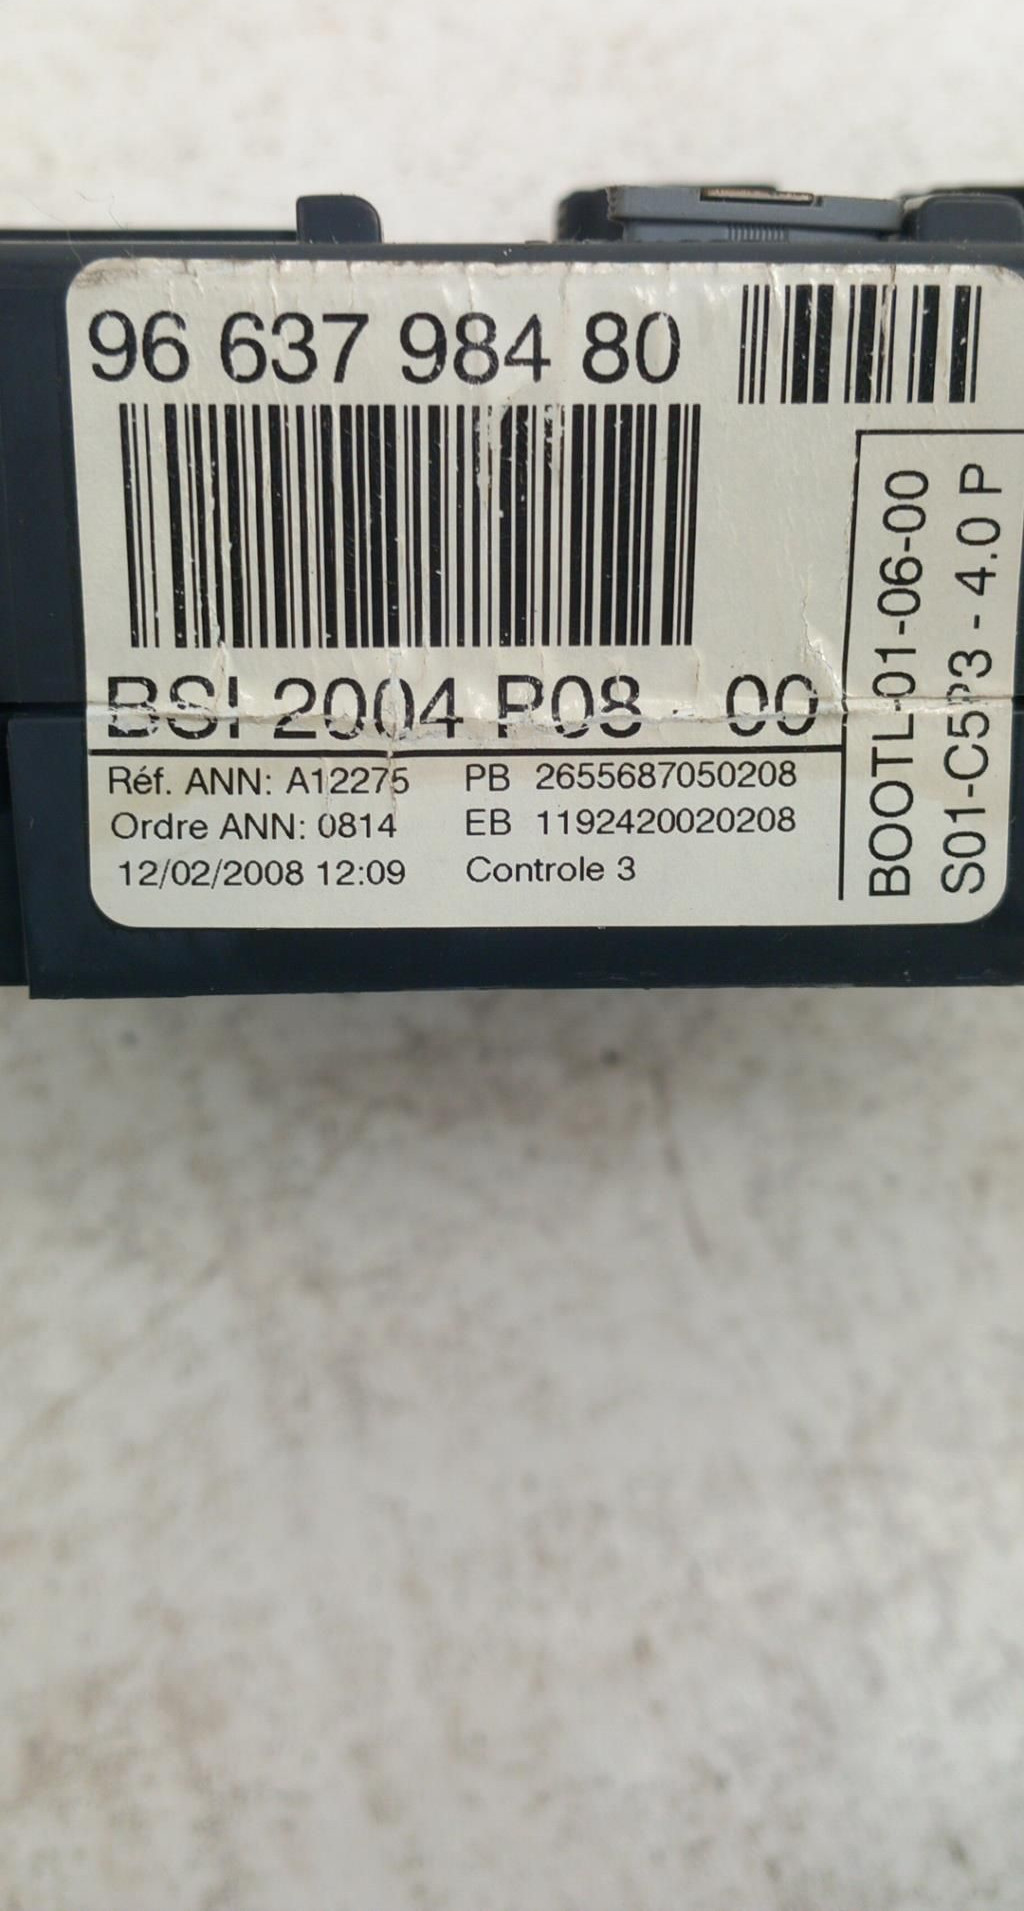 96 637 984 80
BSI 2004 P08 - 00
Réf. ANN: A12275 PB 2655687050208
Ordre ANN: 0814 EB 1192420020208
12/02/2008 12:09 Controle 3
BOOTL-01-06-00
S01-C5P3 - 4.0 P